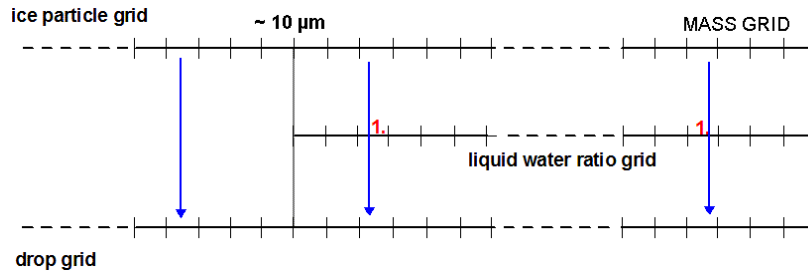 ice particle grid
~ 10 µm
MASS GRID
1.
1.
liquid water ratio grid
drop grid